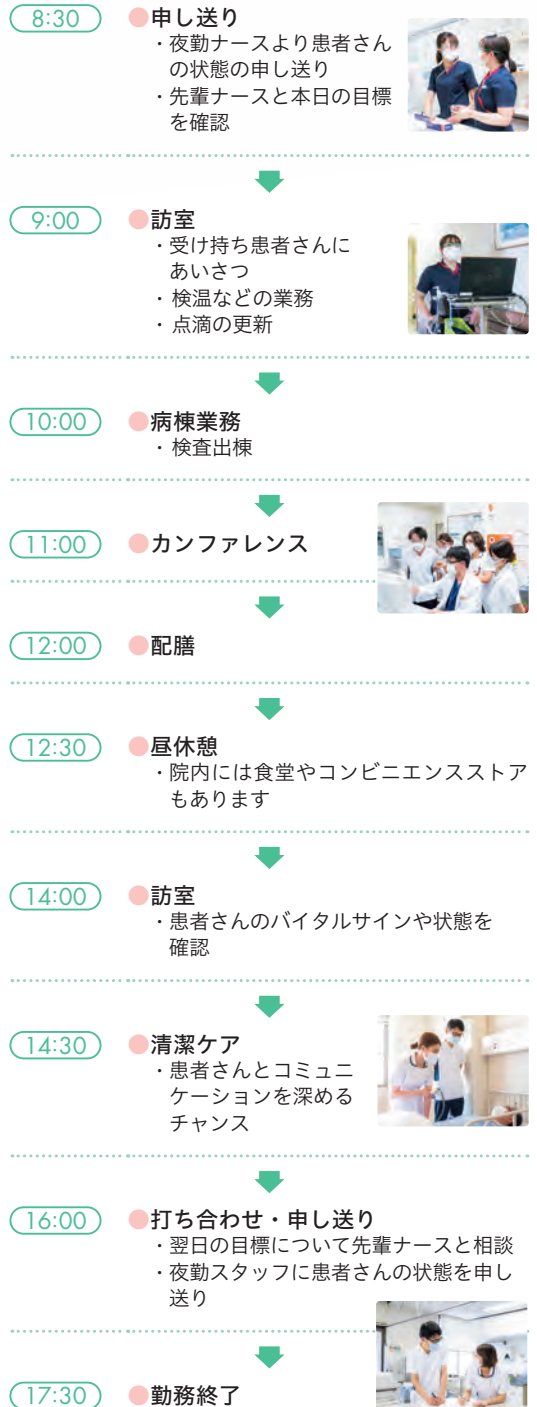 8:30 ●申し送り
・夜勤ナースより患者さん
の状態の申し送り
・先輩ナースと本日の目標
を確認
9:00 ●訪室
・受け持ち患者さんに
あいさつ
・検温などの業務
・点滴の更新
10:00 ●病棟業務
・検査出棟
11:00 ●カンファレンス
12:00 ●配膳
12:30 ●昼休憩
・院内には食堂やコンビニエンスストア
もあります
14:00 ●訪室
・患者さんのバイタルサインや状態を
確認
14:30 ●清潔ケア
・患者さんとコミュニ
ケーションを深める
チャンス
16:00 ●打ち合わせ・申し送り
・翌日の目標について先輩ナースと相談
・夜勤スタッフに患者さんの状態を申し
送り
17:30 ●勤務終了